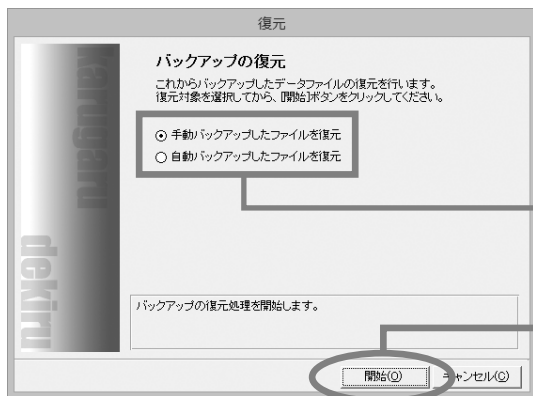 復元
karugaru
dekiru
バックアップの復元
これからバックアップしたデータファイルの復元を行います。
復元対象を選択してから、[開始]ボタンをクリックしてください。
手動バックアップしたファイルを復元
自動バックアップしたファイルを復元
バックアップの復元処理を開始します。
開始(O)
キャンセル(C)